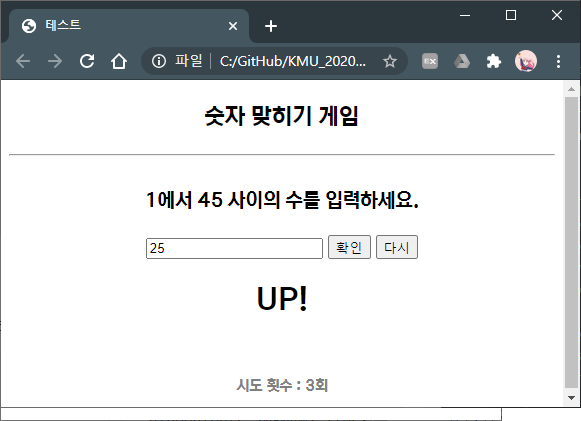 테스트
파일 C:/GitHub/KMU_2020...
EX
숫자 맞히기 게임
1에서 45 사이의 수를 입력하세요.
25 확인 다시
UP!
시도 횟수 : 3회